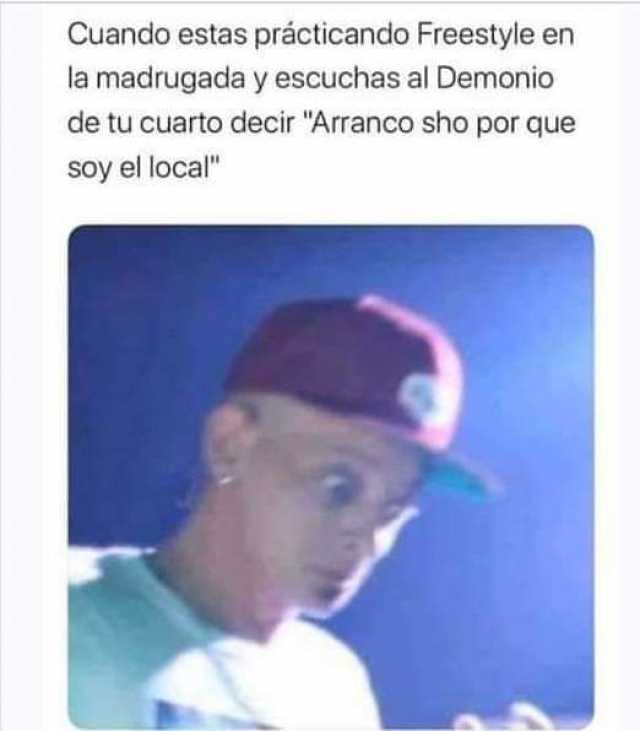 Cuando estas prácticando Freestyle en
la madrugada y escuchas al Demonio
de tu cuarto decir "Arranco sho por que
soy el local"